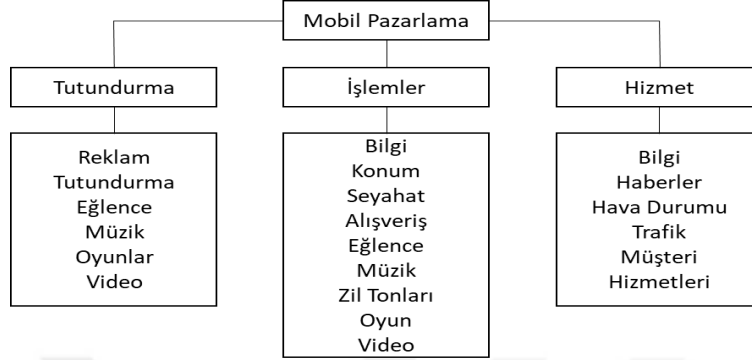 Mobil Pazarlama
Tutundurma
İşlemler
Hizmet
Reklam
Tutundurma
Eğlence
Müzik
Oyunlar
Video
Bilgi
Konum
Seyahat
Alışveriş
Eğlence
Müzik
Zil Tonları
Oyun
Video
Bilgi
Haberler
Hava Durumu
Trafik
Müşteri
Hizmetleri